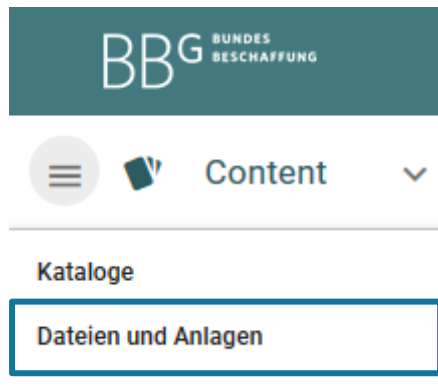 BBG BUNDES
BESCHAFFUNG
Content
Kataloge
Dateien und Anlagen